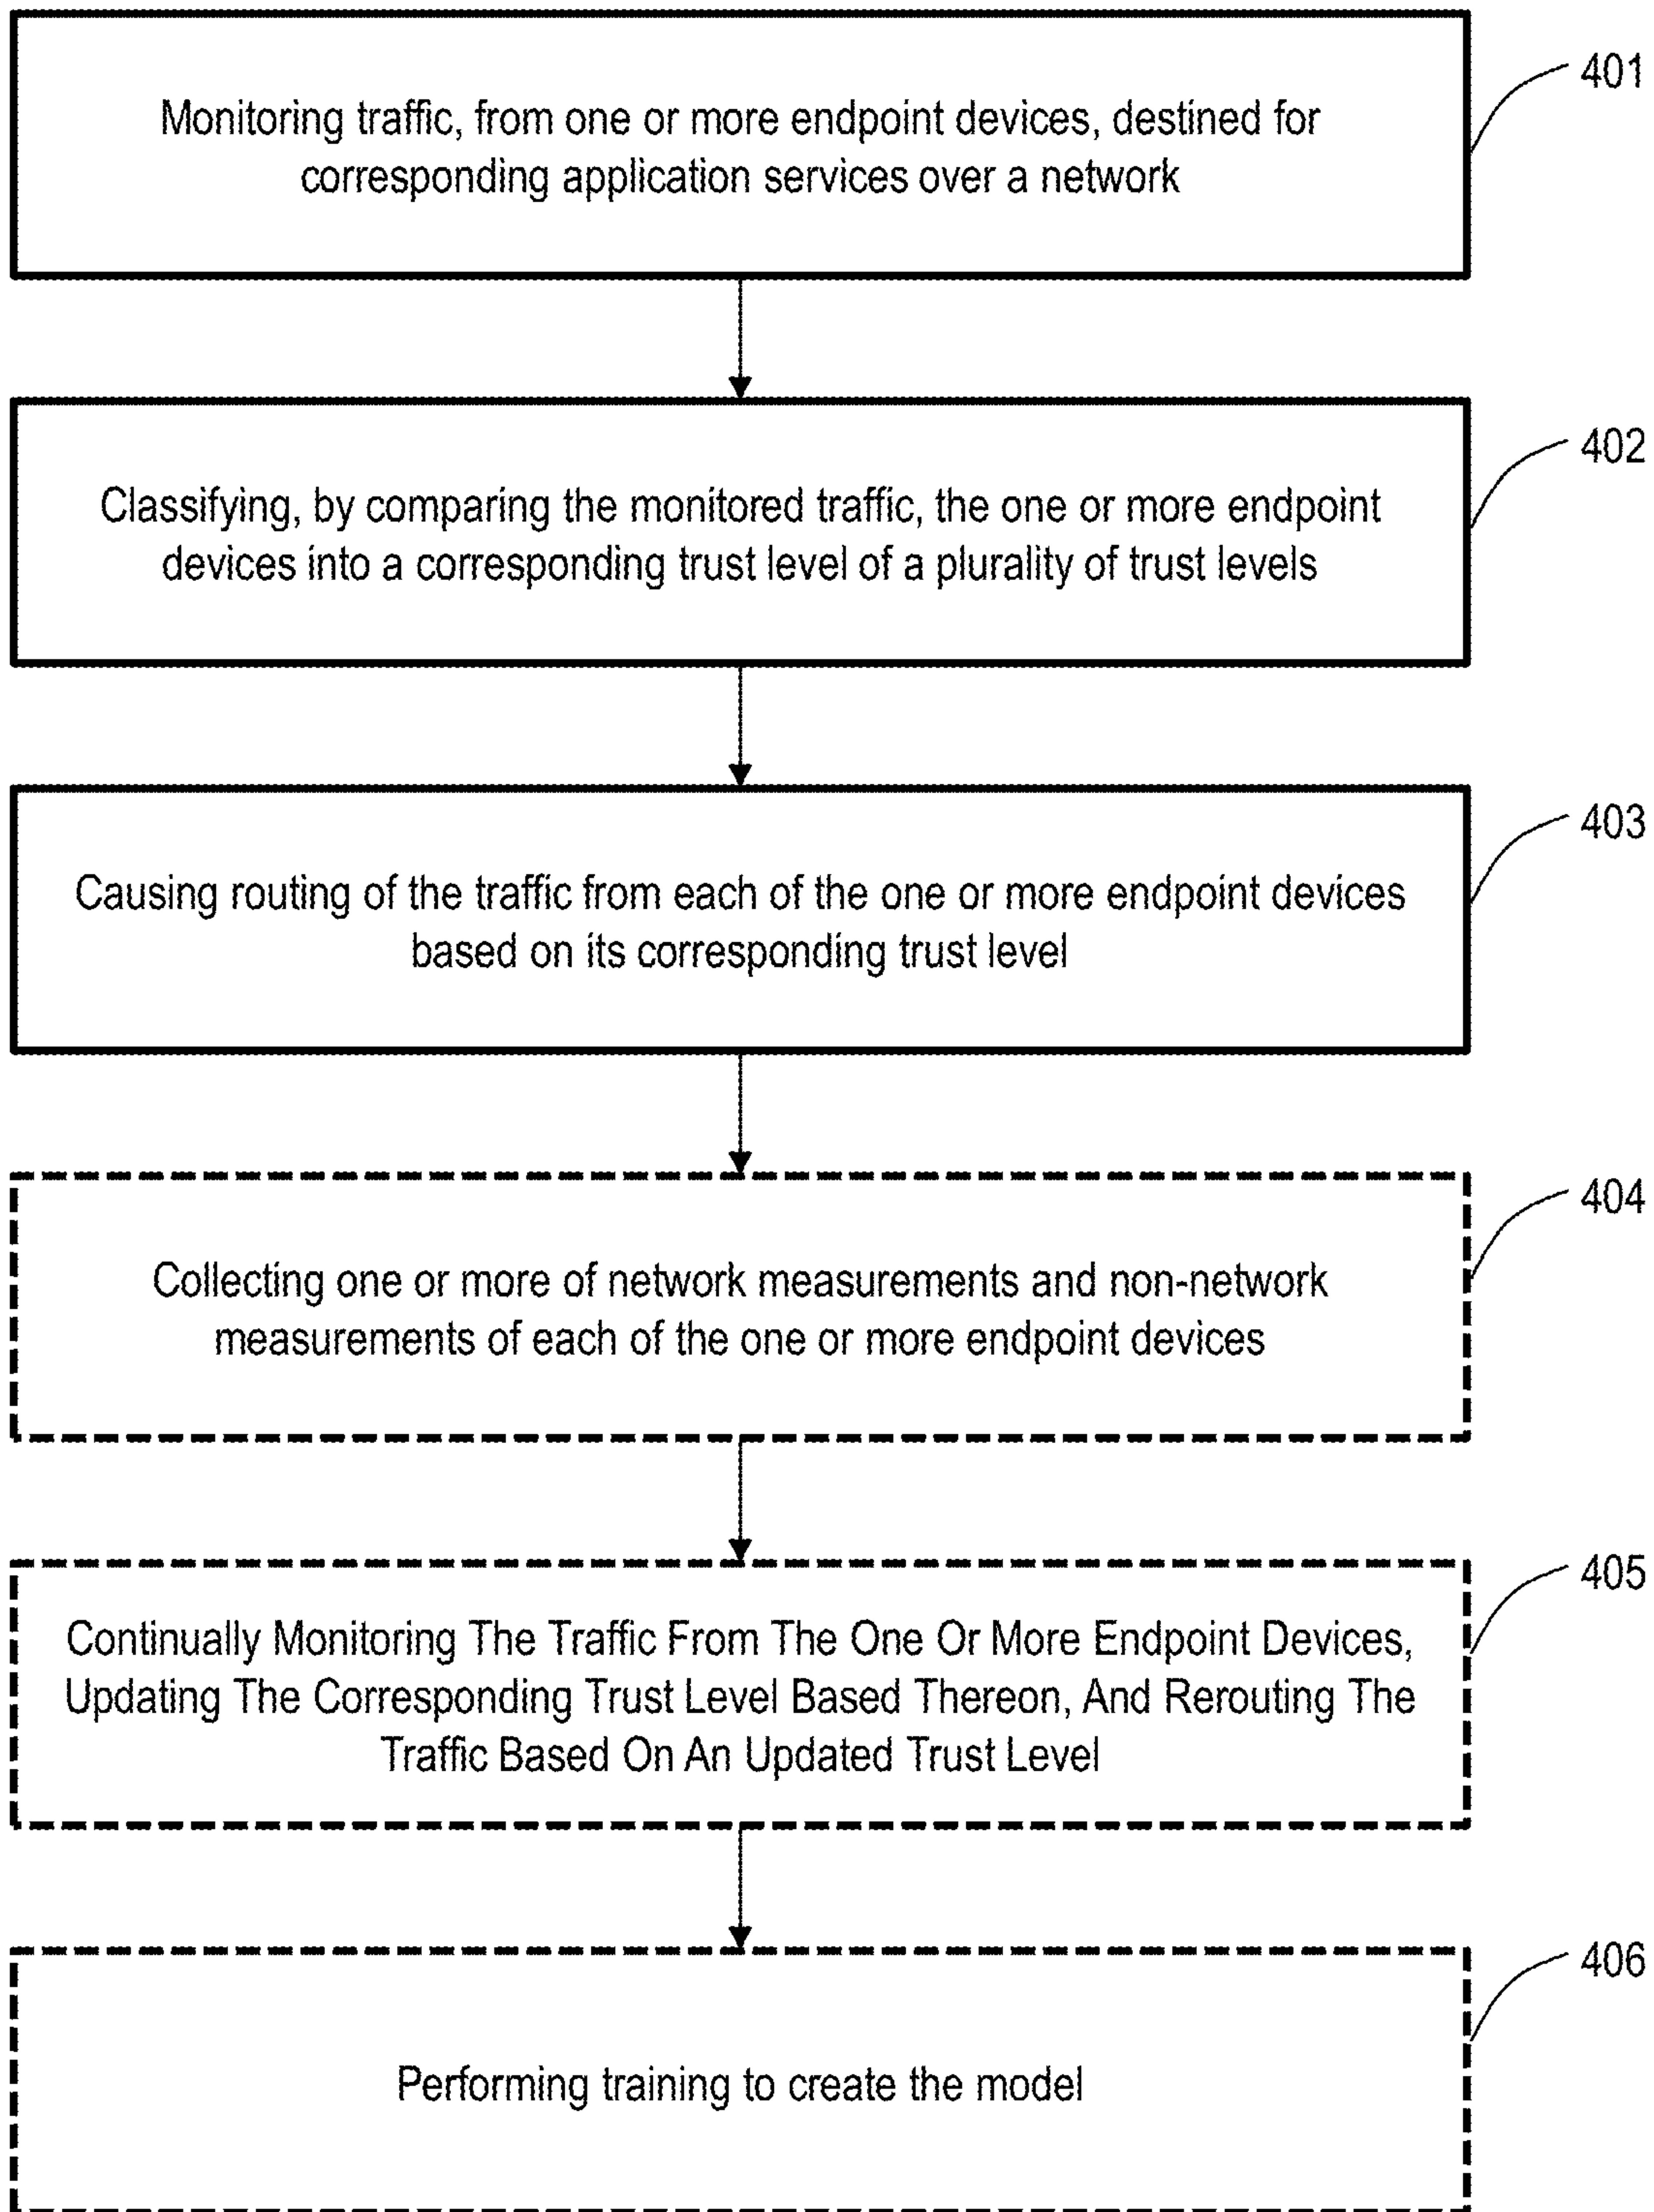 401
Monitoring traffic, from one or more endpoint devices, destined for
corresponding application services over a network
402
Classifying, by comparing the monitored traffic, the one or more endpoint
devices into a corresponding trust level of a plurality of trust levels
403
Causing routing of the traffic from each of the one or more endpoint devices
based on its corresponding trust level
404
Collecting one or more of network measurements and non-network
measurements of each of the one or more endpoint devices
405
Continually Monitoring The Traffic From The One Or More Endpoint Devices,
Updating The Corresponding Trust Level Based Thereon, And Rerouting The
Traffic Based On An Updated Trust Level
406
Performing training to create the model